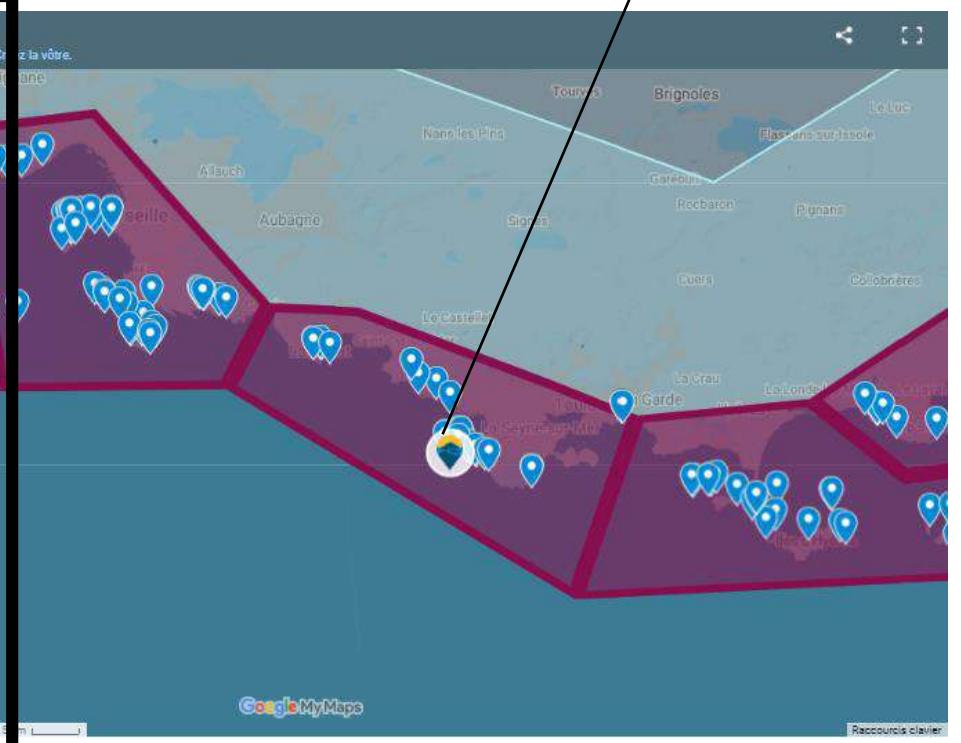 z la vôtre.
Tourves
Brignoles
Le Luc
Nans les Pins
Flassans-sur-Issole
Allauch
Garéoult
Rocbaron
Aubagne
Signes
Pignans
Cuers
Collobrières
Le Castellet
La Crau
La Londe-l
Garde
La Seyne-sur-Mer
Google My Maps
Raccourcis clavier